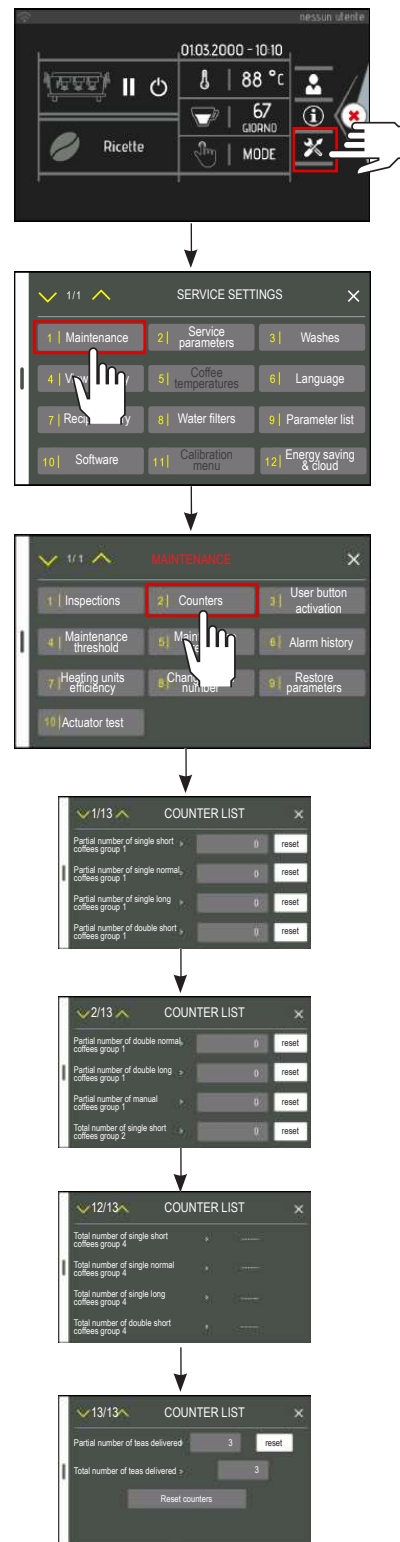 nessun utente
01.03.2000 - 10:10
88 °c
67
GIORNO
Ricette
MODE
1/1
SERVICE SETTINGS
1 | Maintenance
2 | Service parameters
3 | Washes
4 |
5 | Coffee temperatures
6 | Language
7 |
8 | Water filters
9 | Parameter list
10 | Software
11 | Calibration menu
12 | Energy saving & cloud
1/1
MAINTENANCE
1 | Inspections
2 | Counters
3 | User button activation
4 | Maintenance threshold
5 |
6 | Alarm history
7 | Heating units efficiency
8 | number
9 | Restore parameters
10 | Actuator test
1/13
COUNTER LIST
Partial number of single short
coffees group 1
0
reset
Partial number of single normal
coffees group 1
0
reset
Partial number of single long
coffees group 1
0
reset
Partial number of double short
coffees group 1
0
reset
2/13
COUNTER LIST
Partial number of double normal
coffees group 1
0
reset
Partial number of double long
coffees group 1
0
reset
Partial number of manual
coffees group 1
0
reset
Total number of single short
coffees group 2
0
reset
12/13
COUNTER LIST
Total number of single short
coffees group 4
Total number of single normal
coffees group 4
Total number of single long
coffees group 4
Total number of double short
coffees group 4
13/13
COUNTER LIST
Partial number of teas delivered
3
reset
Total number of teas delivered
3
Reset counters